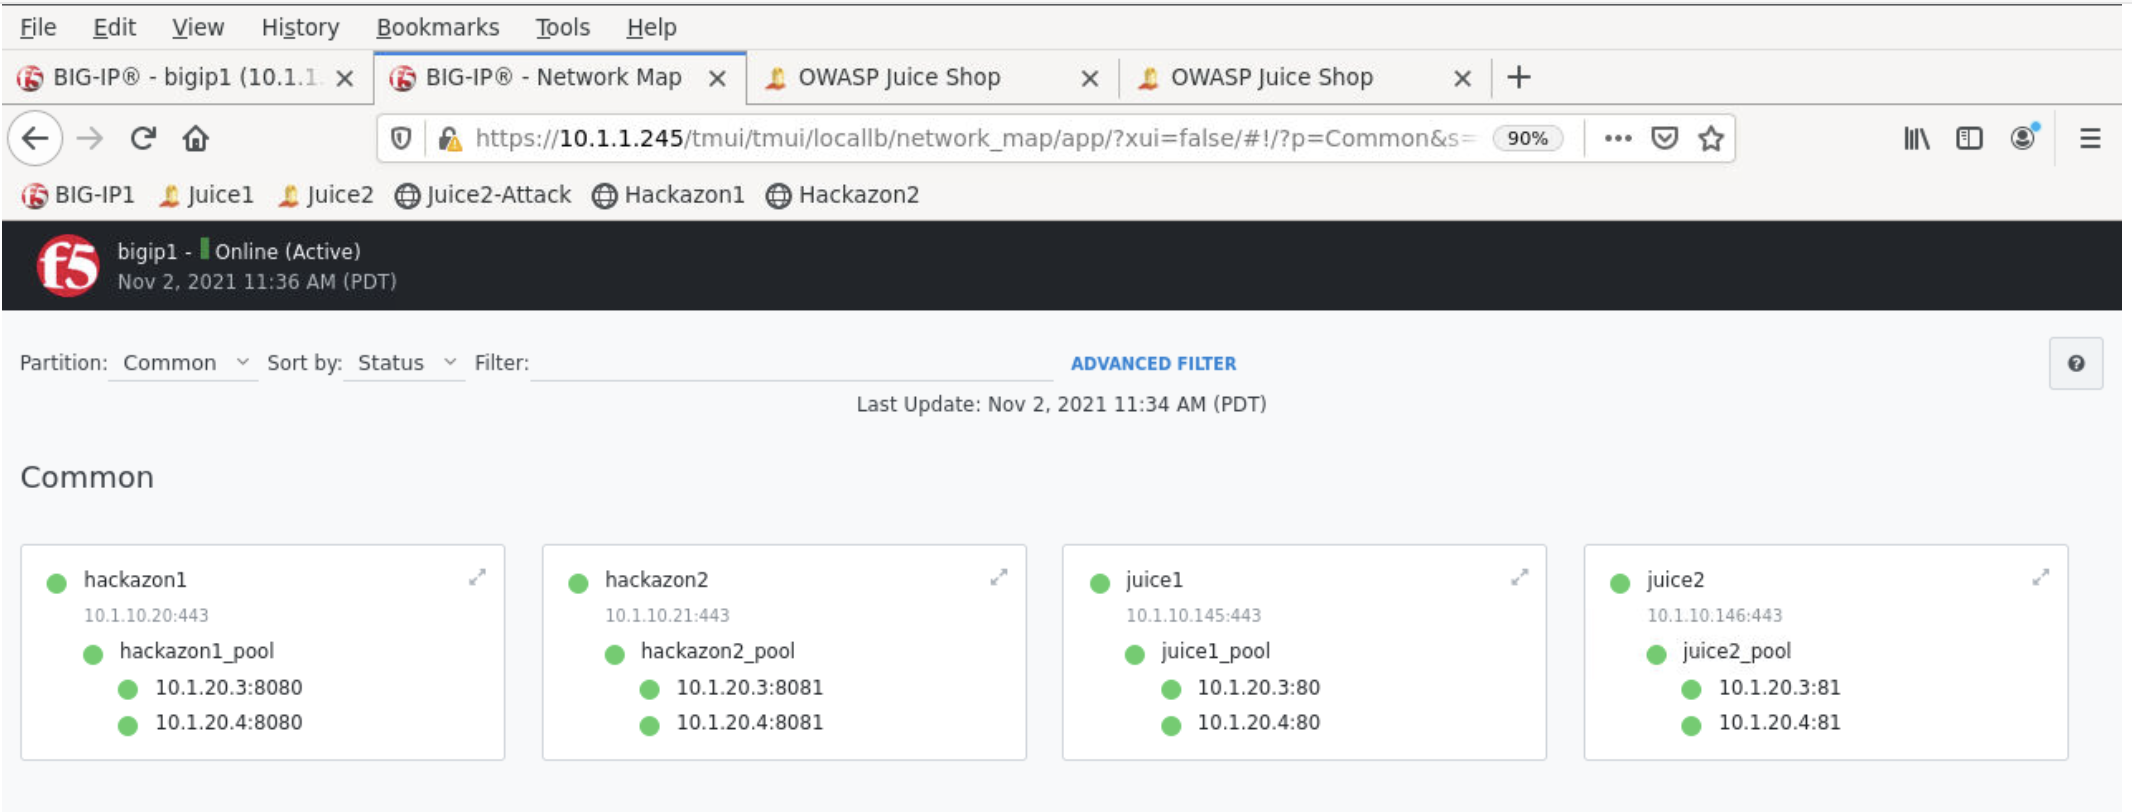 File Edit View History Bookmarks Tools Help
BIG-IP® - bigip1 (10.1.1. BIG-IP® - Network Map OWASP Juice Shop OWASP Juice Shop
https://10.1.1.245/tmui/tmui/locallb/network_map/app/?xui=false/#!/?p=Common&s= 90%
BIG-IP1 Juice1 Juice2 Juice2-Attack Hackazon1 Hackazon2
f5 bigip1 - Online (Active)
Nov 2, 2021 11:36 AM (PDT)
Partition: Common Sort by: Status Filter: ADVANCED FILTER
Last Update: Nov 2, 2021 11:34 AM (PDT)
Common
hackazon1
10.1.10.20:443
hackazon1_pool
10.1.20.3:8080
10.1.20.4:8080
hackazon2
10.1.10.21:443
hackazon2_pool
10.1.20.3:8081
10.1.20.4:8081
juice1
10.1.10.145:443
juice1_pool
10.1.20.3:80
10.1.20.4:80
juice2
10.1.10.146:443
juice2_pool
10.1.20.3:81
10.1.20.4:81